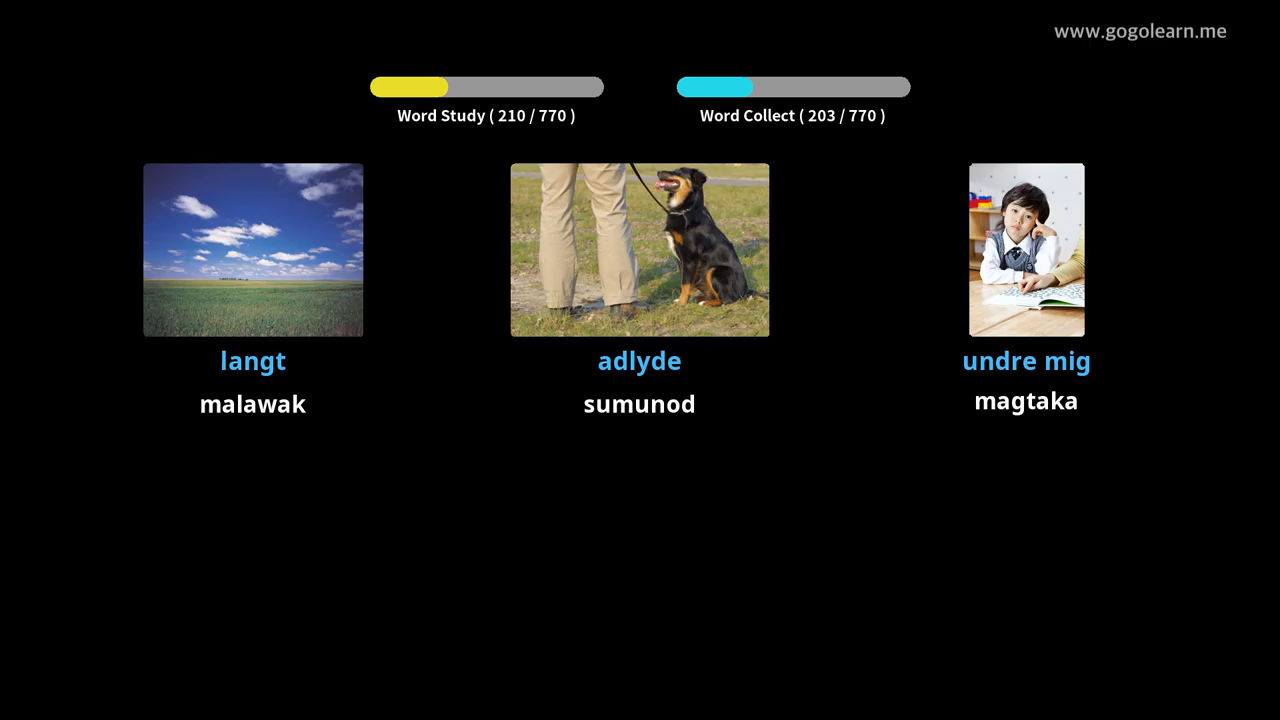 www.gogolearn.me
Word Study ( 210 / 770 )
Word Collect ( 203 / 770 )
langt
adlyde
undre mig
malawak
sumunod
magtaka